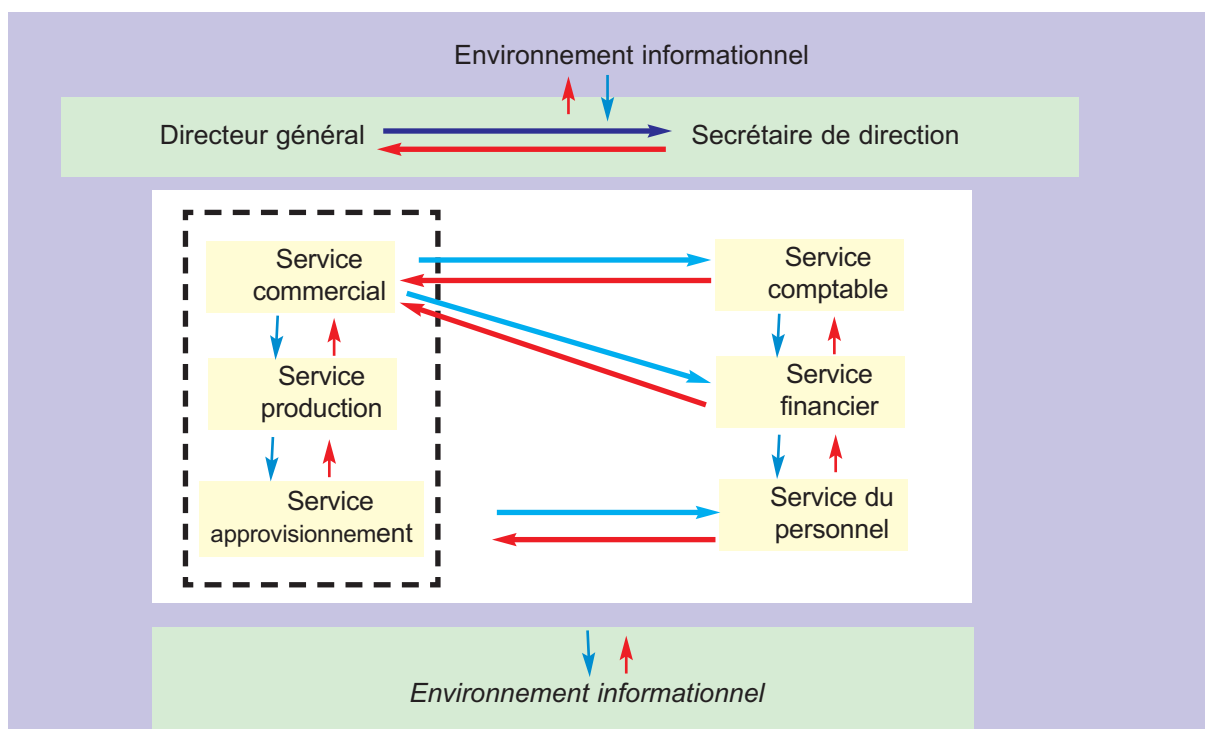 Environnement informationnel
Directeur général
Secrétaire de direction
Service
commercial
Service
comptable
Service
production
Service
financier
Service
approvisionnement
Service du
personnel
Environnement informationnel